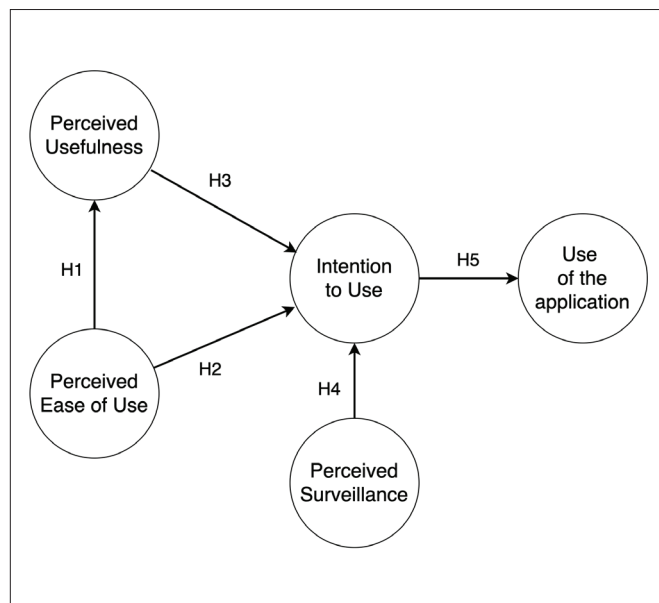 Perceived
Usefulness
H3
H1
Intention
to Use
H5
Use
of the
application
H2
Perceived
Ease of Use
H4
Perceived
Surveillance